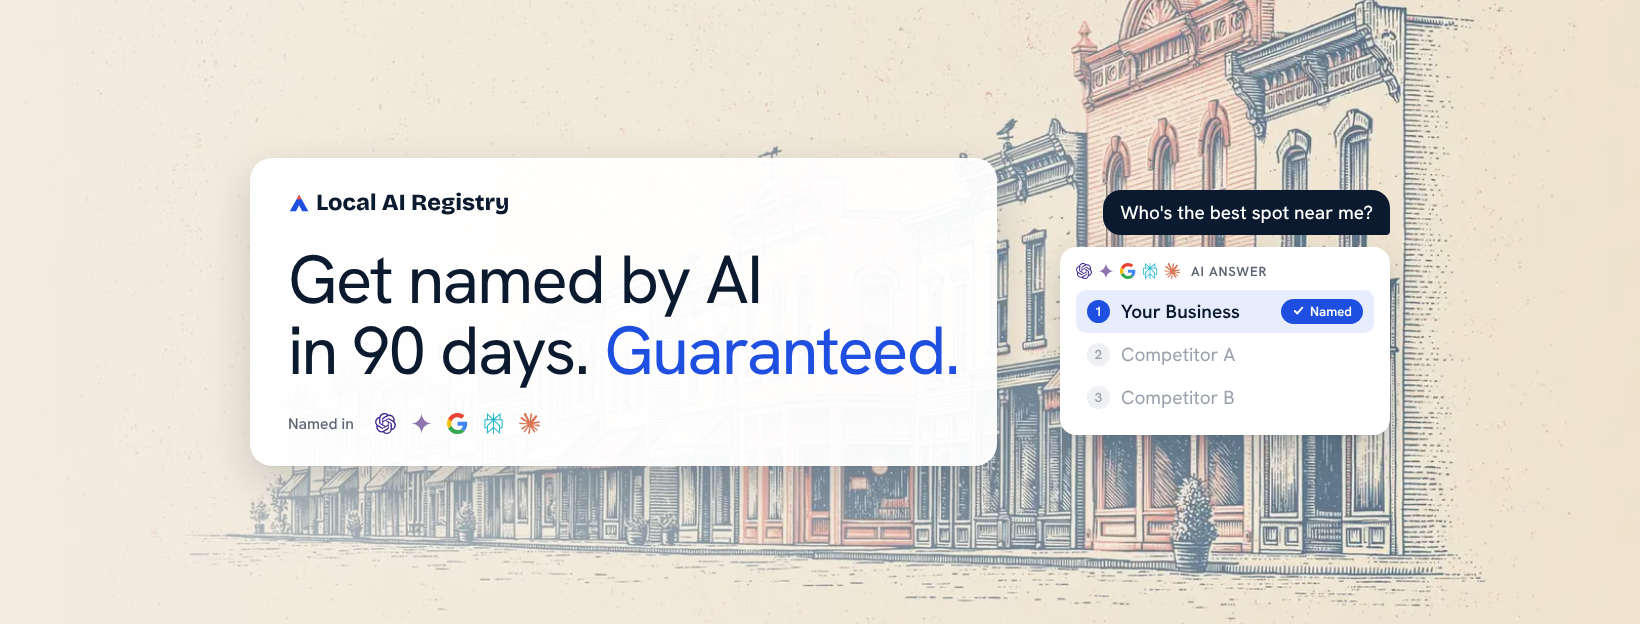 Local AI Registry
Get named by AI
in 90 days. Guaranteed.
Named in
Who's the best spot near me?
AI ANSWER
1 Your Business Named
2 Competitor A
3 Competitor B